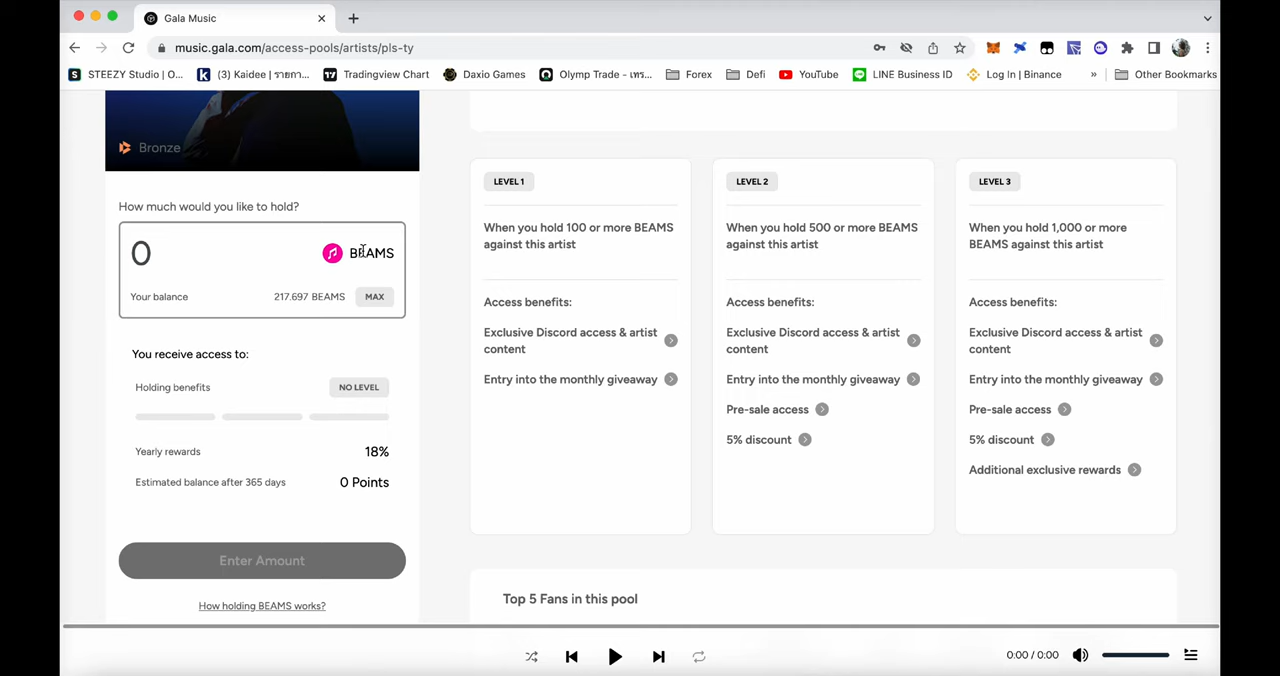 Gala Music
music.gala.com/access-pools/artists/pls-ty
STEEZY Studio | O...
(3) Kaidee | รายกา...
Tradingview Chart
Daxio Games
Olymp Trade - เทร...
Forex
Defi
YouTube
LINE Business ID
Log In | Binance
»
Other Bookmarks
Bronze
How much would you like to hold?
0
BEAMS
Your balance
217.697 BEAMS
MAX
You receive access to:
Holding benefits
NO LEVEL
Yearly rewards
18%
Estimated balance after 365 days
0 Points
Enter Amount
How holding BEAMS works?
LEVEL 1
When you hold 100 or more BEAMS
against this artist
Access benefits:
Exclusive Discord access & artist
content
Entry into the monthly giveaway
LEVEL 2
When you hold 500 or more BEAMS
against this artist
Access benefits:
Exclusive Discord access & artist
content
Entry into the monthly giveaway
Pre-sale access
5% discount
LEVEL 3
When you hold 1,000 or more
BEAMS against this artist
Access benefits:
Exclusive Discord access & artist
content
Entry into the monthly giveaway
Pre-sale access
5% discount
Additional exclusive rewards
Top 5 Fans in this pool
0:00 / 0:00